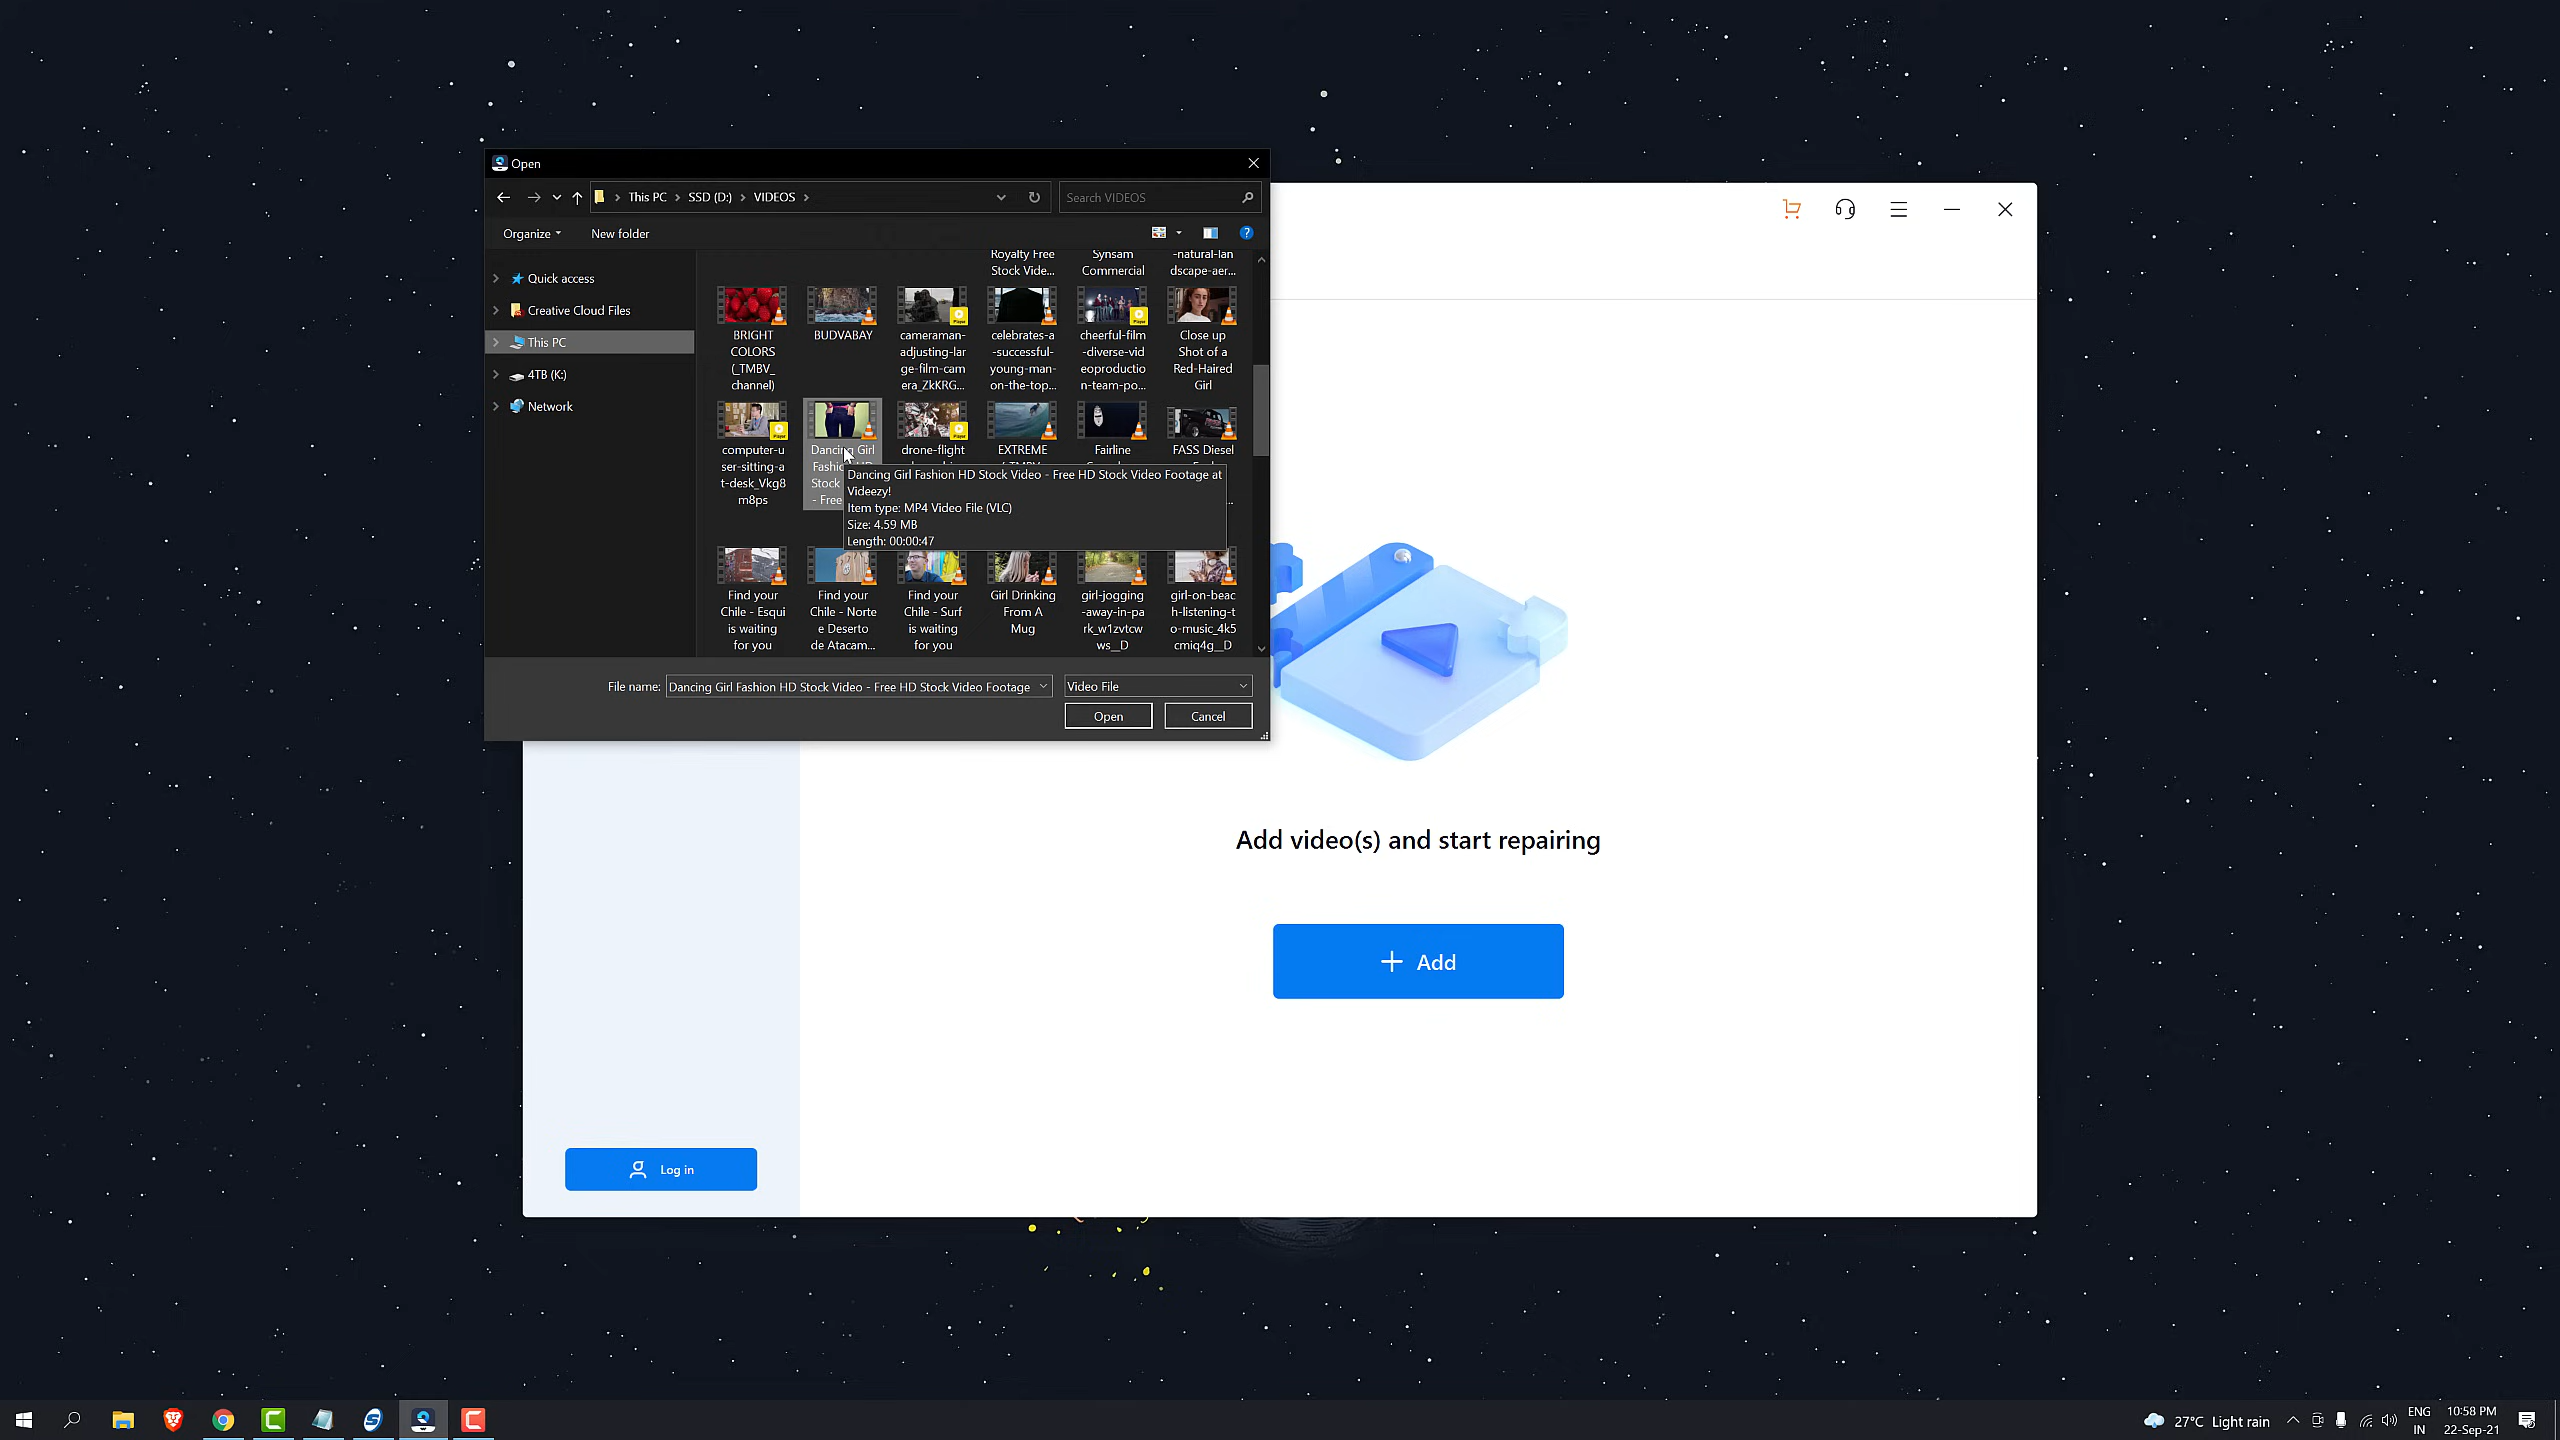 Open
This PC
SSD (D:)
VIDEOS
Search VIDEOS
Organize
New folder
Quick access
Creative Cloud Files
This PC
4TB (K:)
Network
Royalty Free
Stock Vide...
Synsam
Commercial
-natural-lan
dscape-aer...
BRIGHT
COLORS
(_TMBV_
channel)
BUDVABAY
cameraman-
adjusting-lar
ge-film-cam
era_ZkKRG...
celebrates-a
-successful-
young-man-
on-the-top...
cheerful-film
-diverse-vid
eoproductio
n-team-po...
Close up
Shot of a
Red-Haired
Girl
computer-u
ser-sitting-a
t-desk_Vkg8
m8ps
Dancing Girl
Fashion HD
Stock
- Free
drone-flight
EXTREME
Fairline
FASS Diesel
Dancing Girl Fashion HD Stock Video - Free HD Stock Video Footage at
Videezy!
Item type: MP4 Video File (VLC)
Size: 4.59 MB
Length: 00:00:47
Find your
Chile - Esqui
is waiting
for you
Find your
Chile - Norte
e Deserto
de Atacam...
Find your
Chile - Surf
is waiting
for you
Girl Drinking
From A
Mug
girl-jogging
-away-in-pa
rk_w1zvtcw
ws__D
girl-on-beac
h-listening-t
o-music_4k5
cmiq4g__D
File name:
Dancing Girl Fashion HD Stock Video - Free HD Stock Video Footage
Video File
Open
Cancel
Add video(s) and start repairing
Add
Log in
27°C Light rain
ENG
IN
10:58 PM
22-Sep-21